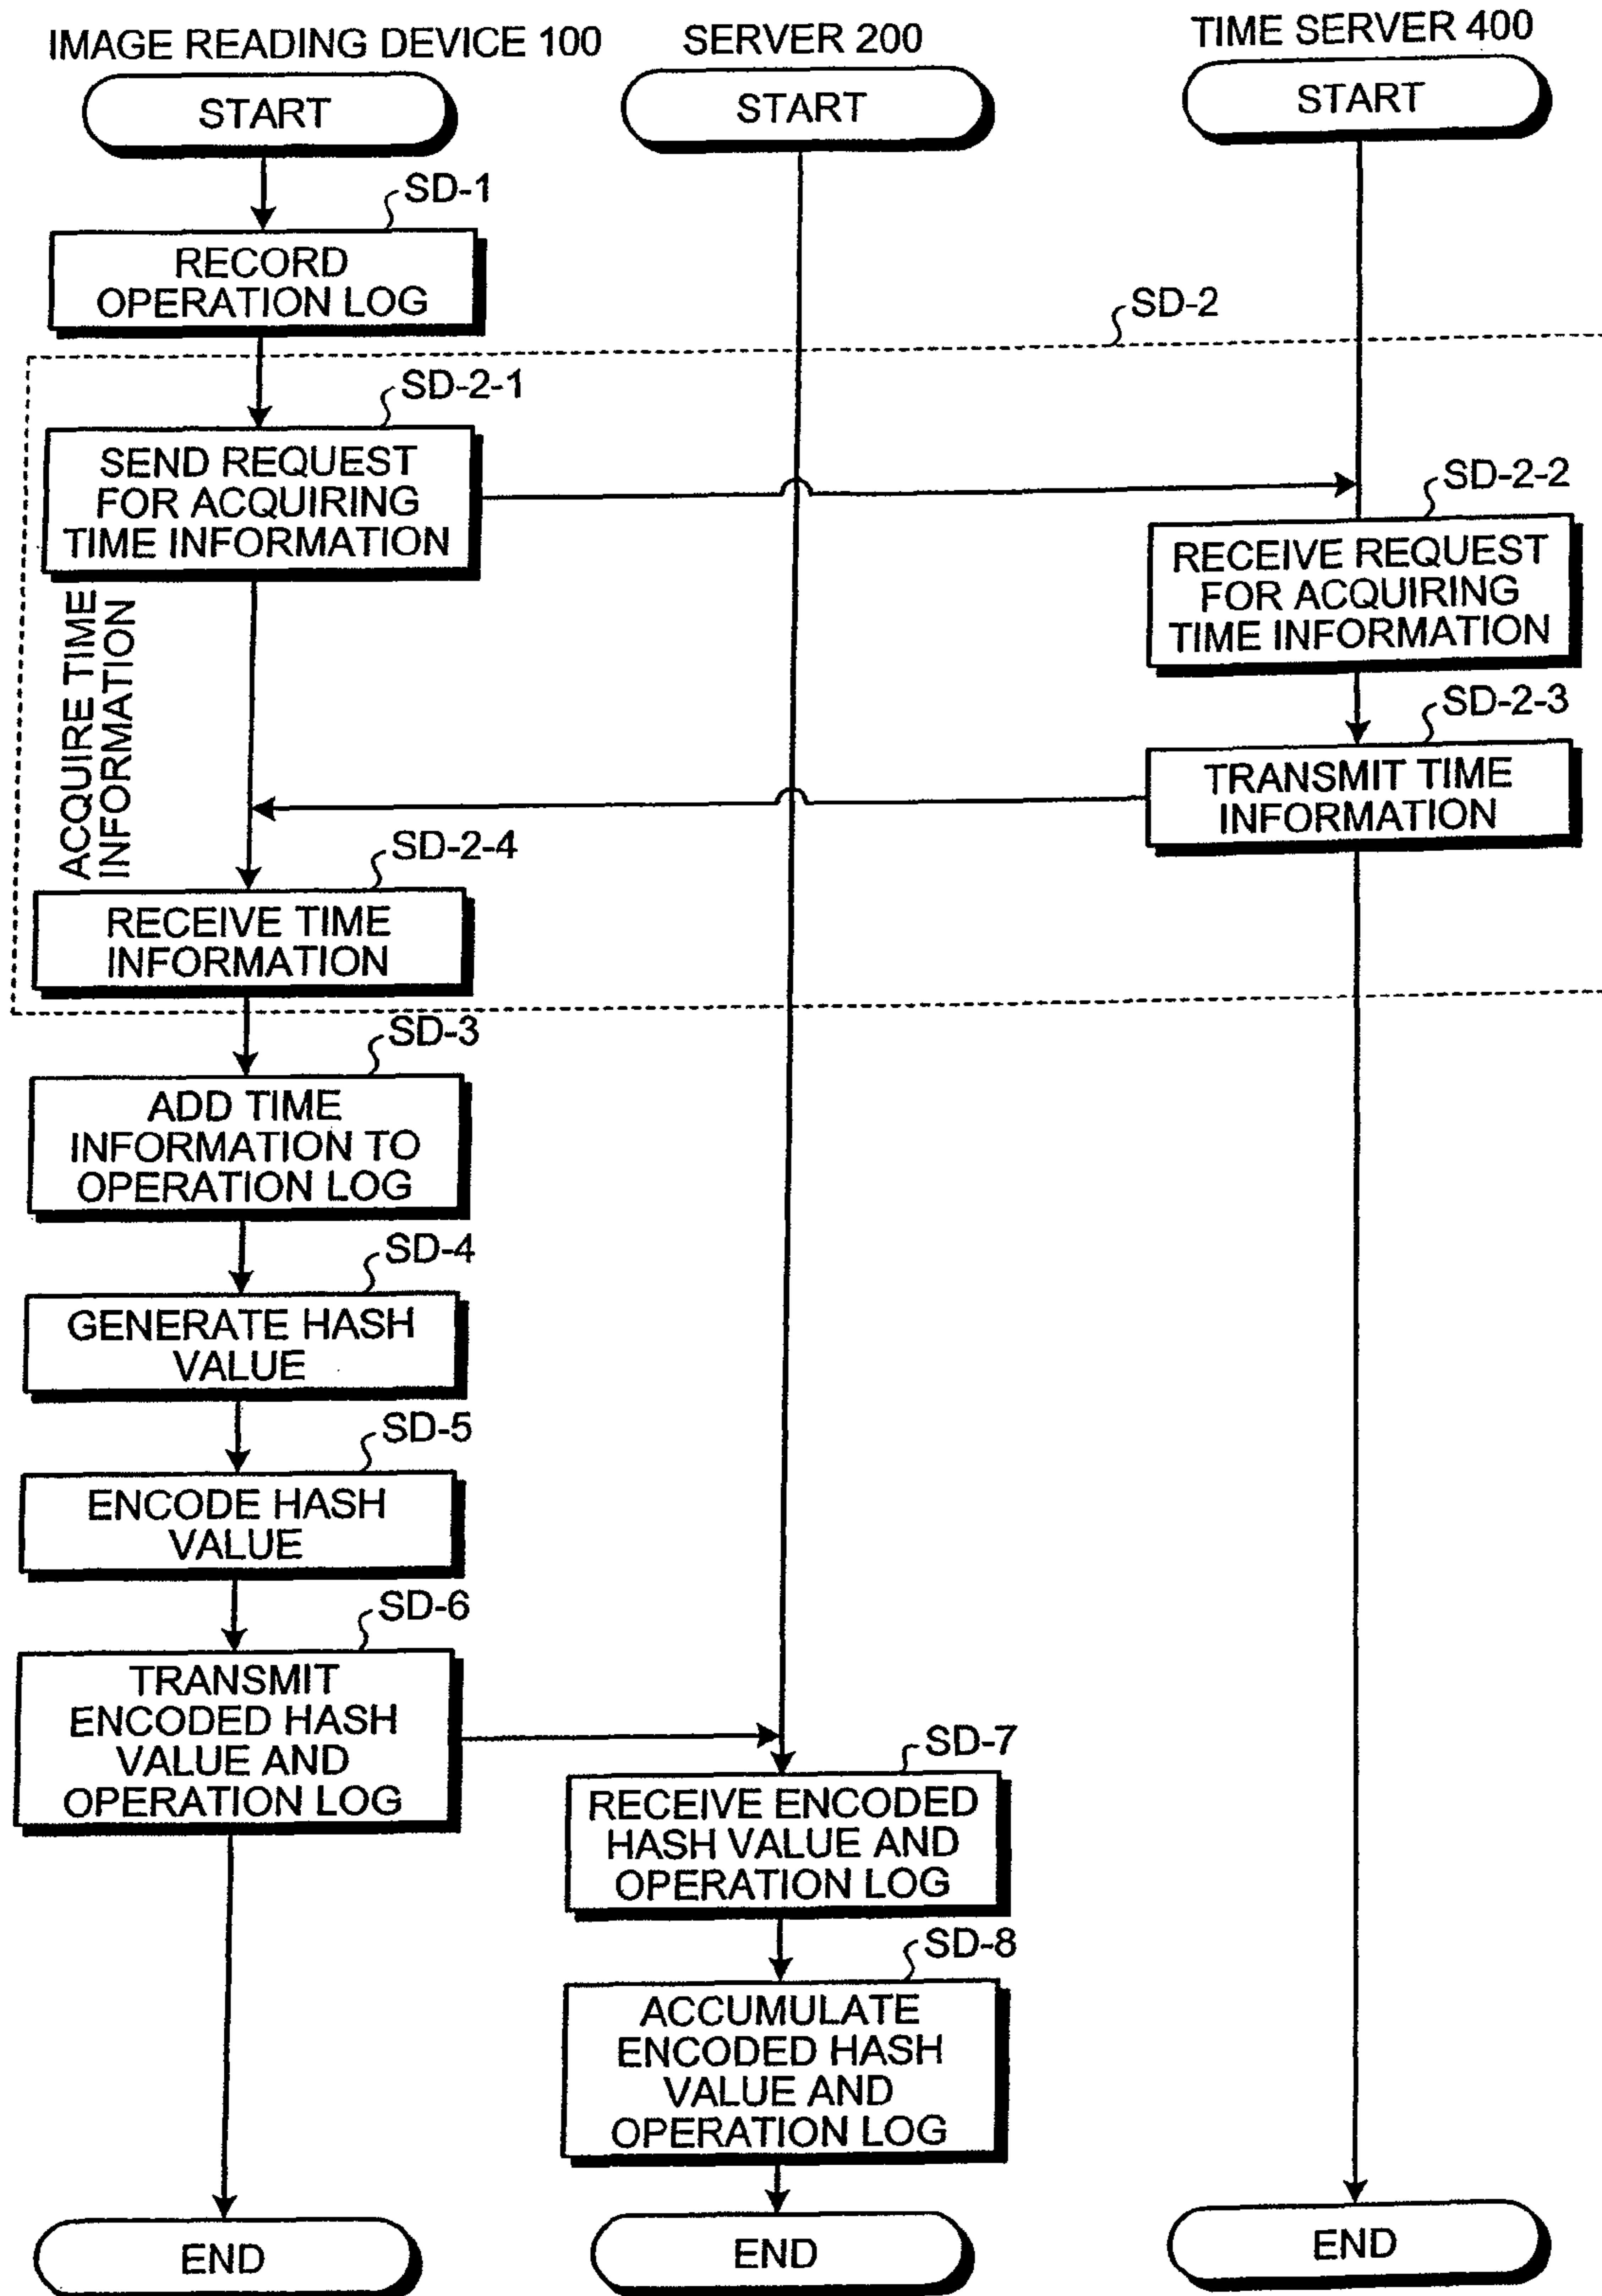 IMAGE READING DEVICE 100
SERVER 200
TIME SERVER 400
START
START
START
SD-1
RECORD
OPERATION LOG
SD-2
SD-2-1
SEND REQUEST
FOR ACQUIRING
TIME INFORMATION
SD-2-2
RECEIVE REQUEST
FOR ACQUIRING
TIME INFORMATION
ACQUIRE TIME
INFORMATION
SD-2-3
TRANSMIT TIME
INFORMATION
SD-2-4
RECEIVE TIME
INFORMATION
SD-3
ADD TIME
INFORMATION TO
OPERATION LOG
SD-4
GENERATE HASH
VALUE
SD-5
ENCODE HASH
VALUE
SD-6
TRANSMIT
ENCODED HASH
VALUE AND
OPERATION LOG
SD-7
RECEIVE ENCODED
HASH VALUE AND
OPERATION LOG
SD-8
ACCUMULATE
ENCODED HASH
VALUE AND
OPERATION LOG
END
END
END